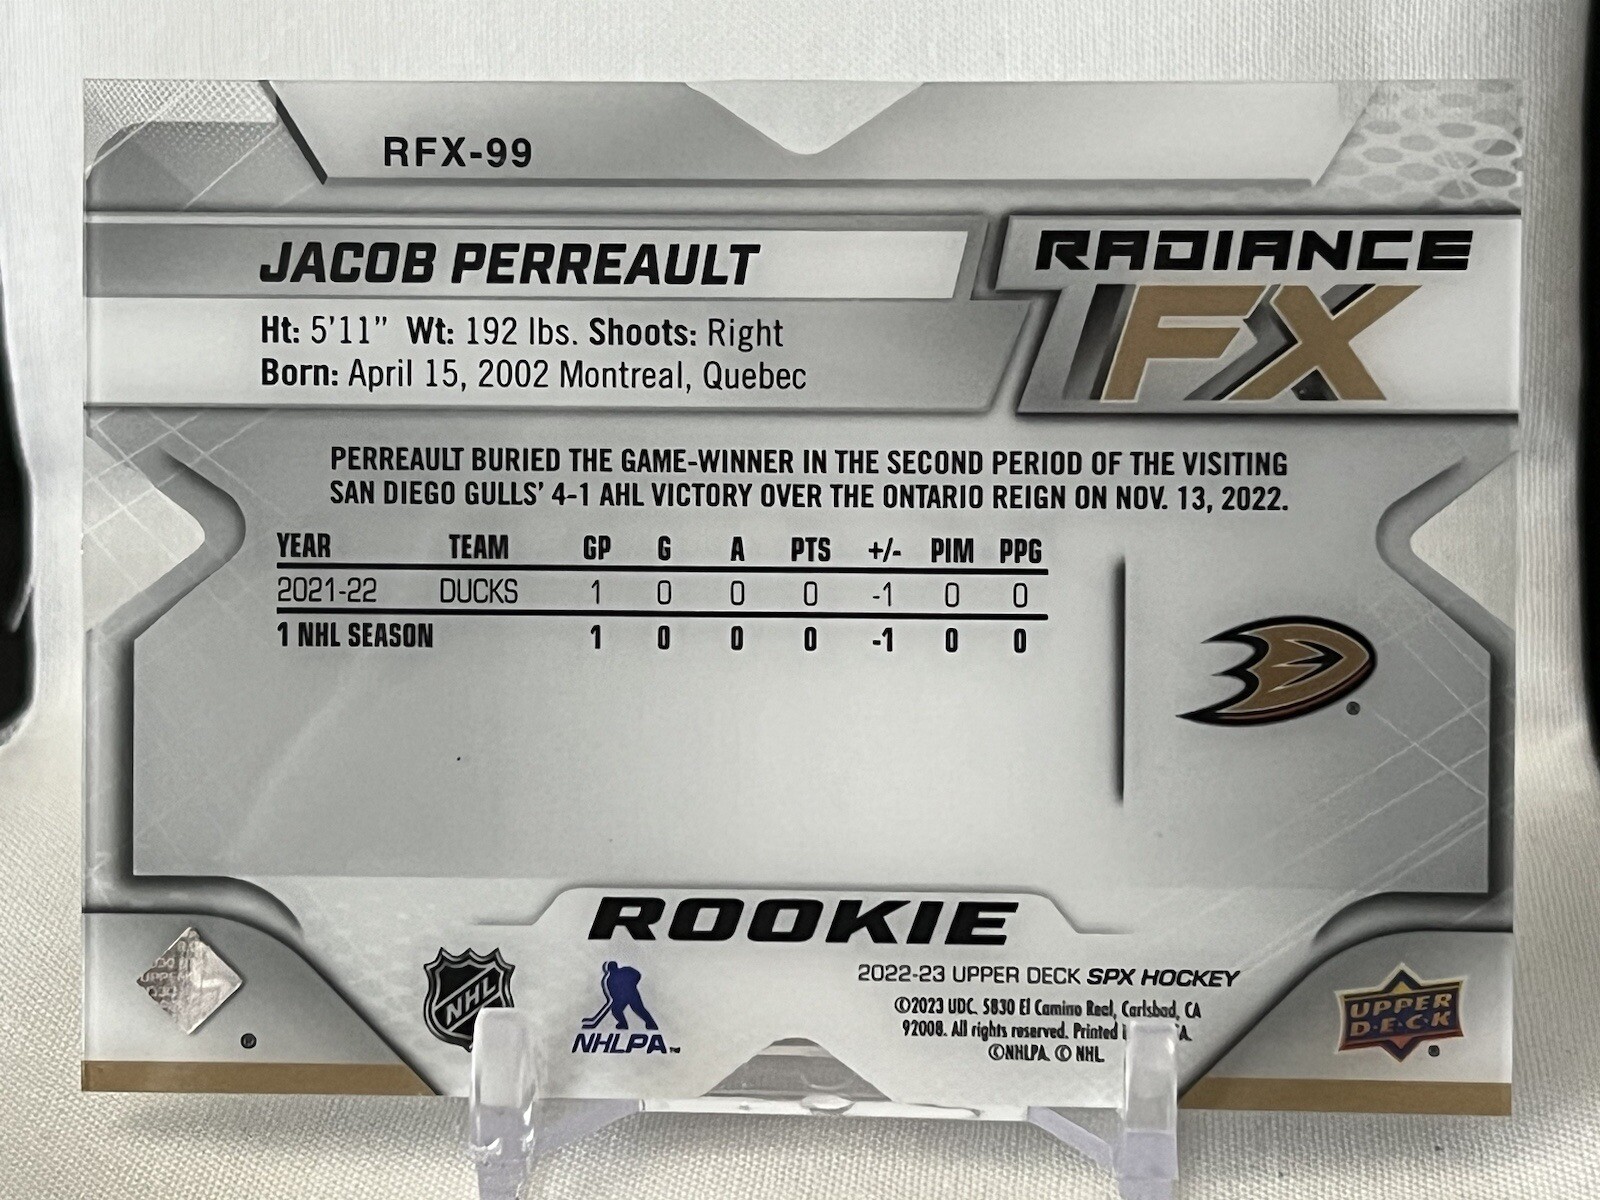 RFX-99
JACOB PERREAULT
RADIANCE
FX
Ht: 5'11" Wt: 192 lbs. Shoots: Right
Born: April 15, 2002 Montreal, Quebec
PERREAULT BURIED THE GAME-WINNER IN THE SECOND PERIOD OF THE VISITING
SAN DIEGO GULLS' 4-1 AHL VICTORY OVER THE ONTARIO REIGN ON NOV. 13, 2022.
YEAR TEAM GP G A PTS +/- PIM PPG
2021-22 DUCKS 1 0 0 0 -1 0 0
1 NHL SEASON 1 0 0 0 -1 0 0
ROOKIE
NHL
NHLPA™
2022-23 UPPER DECK SPX HOCKEY
©2023 UDC. 5830 El Camino Real, Carlsbad, CA
92008. All rights reserved. Printed
©NHLPA. © NHL.
UPPER
D·E·C·K